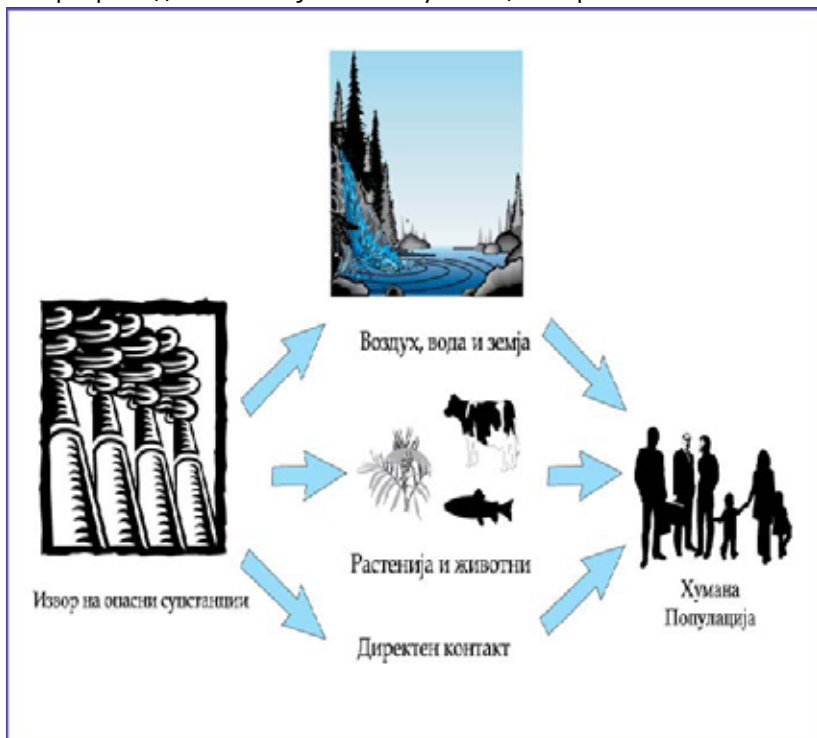 Воздух, вода и земја
Растенија и животни
Извор на опасни супстанции
Хумана
Популација
Директен контакт